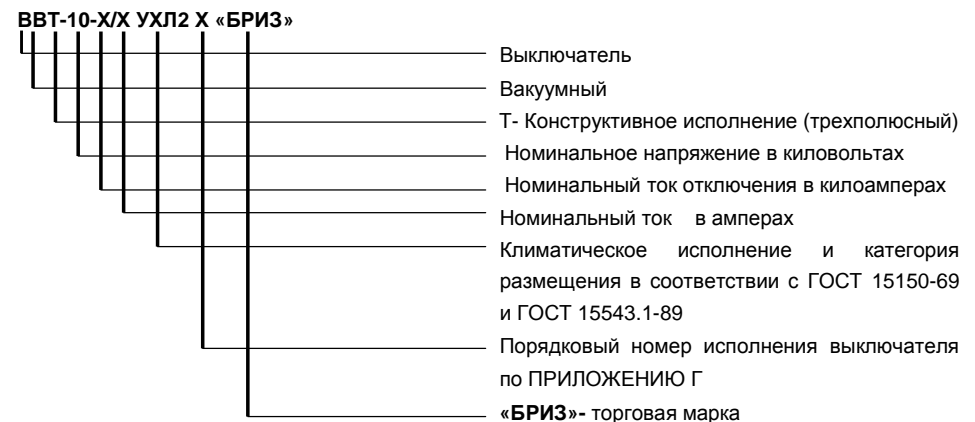 ВВТ-10-Х/Х УХЛ2 Х «БРИЗ»
Выключатель
Вакуумный
Т- Конструктивное исполнение (трехполюсный)
Номинальное напряжение в киловольтах
Номинальный ток отключения в килоамперах
Номинальный ток в амперах
Климатическое исполнение и категория
размещения в соответствии с ГОСТ 15150-69
и ГОСТ 15543.1-89
Порядковый номер исполнения выключателя
по ПРИЛОЖЕНИЮ Г
«БРИЗ»- торговая марка